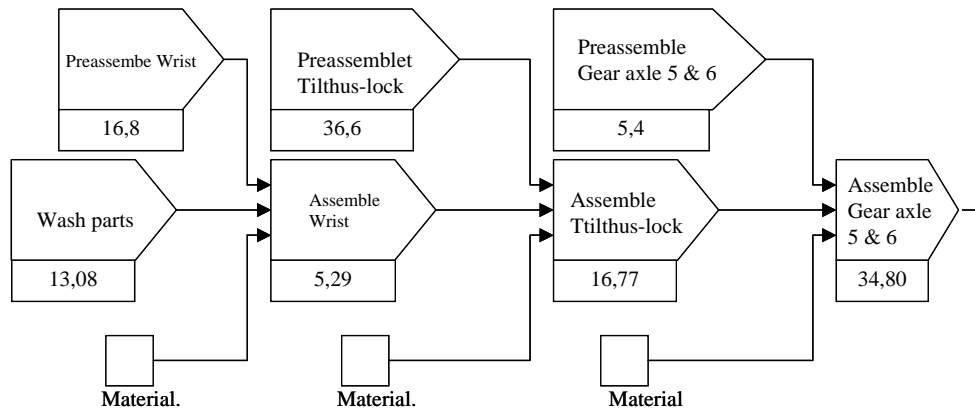 Preassembe Wrist
16,8
Preassemblet
Tilthus-lock
36,6
Preassemble
Gear axle 5 & 6
5,4
Wash parts
13,08
Assemble
Wrist
5,29
Assemble
Ttilthus-lock
16,77
Assemble
Gear axle
5 & 6
34,80
Material.
Material.
Material